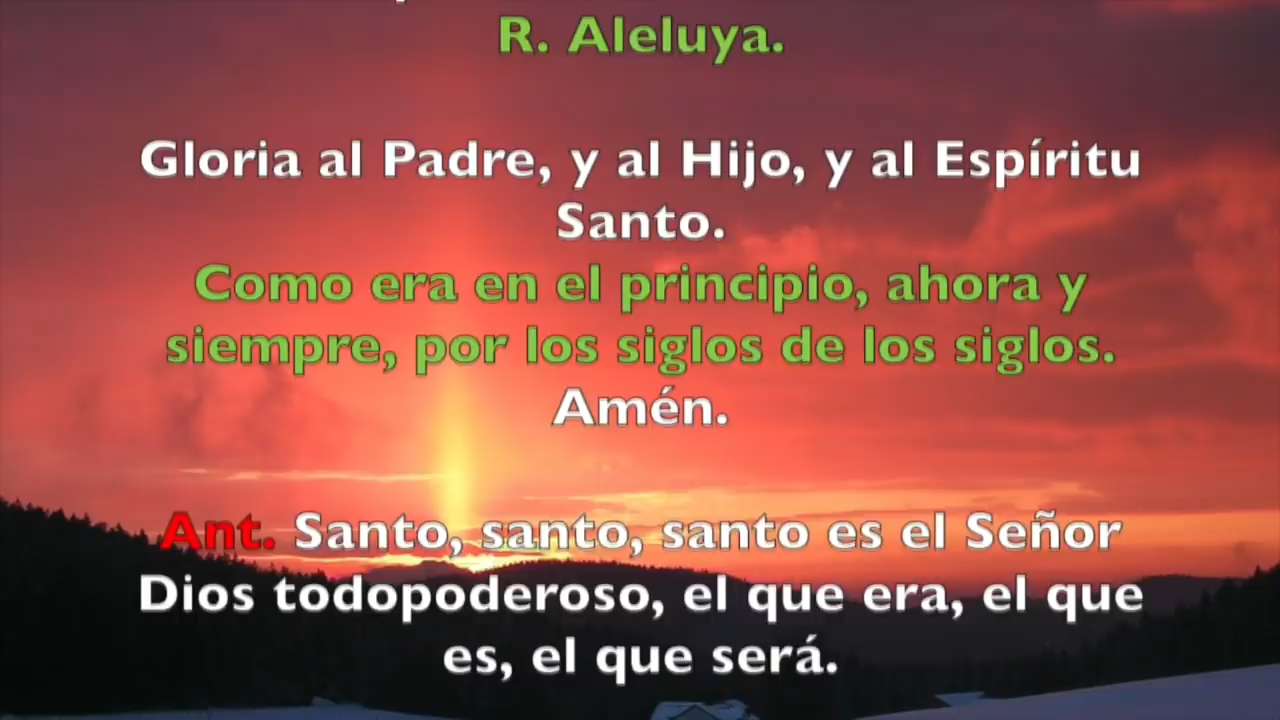 R. Aleluya.
Gloria al Padre, y al Hijo, y al Espíritu
Santo.
Como era en el principio, ahora y
siempre, por los siglos de los siglos.
Amén.
Ant. Santo, santo, santo es el Señor
Dios todopoderoso, el que era, el que
es, el que será.